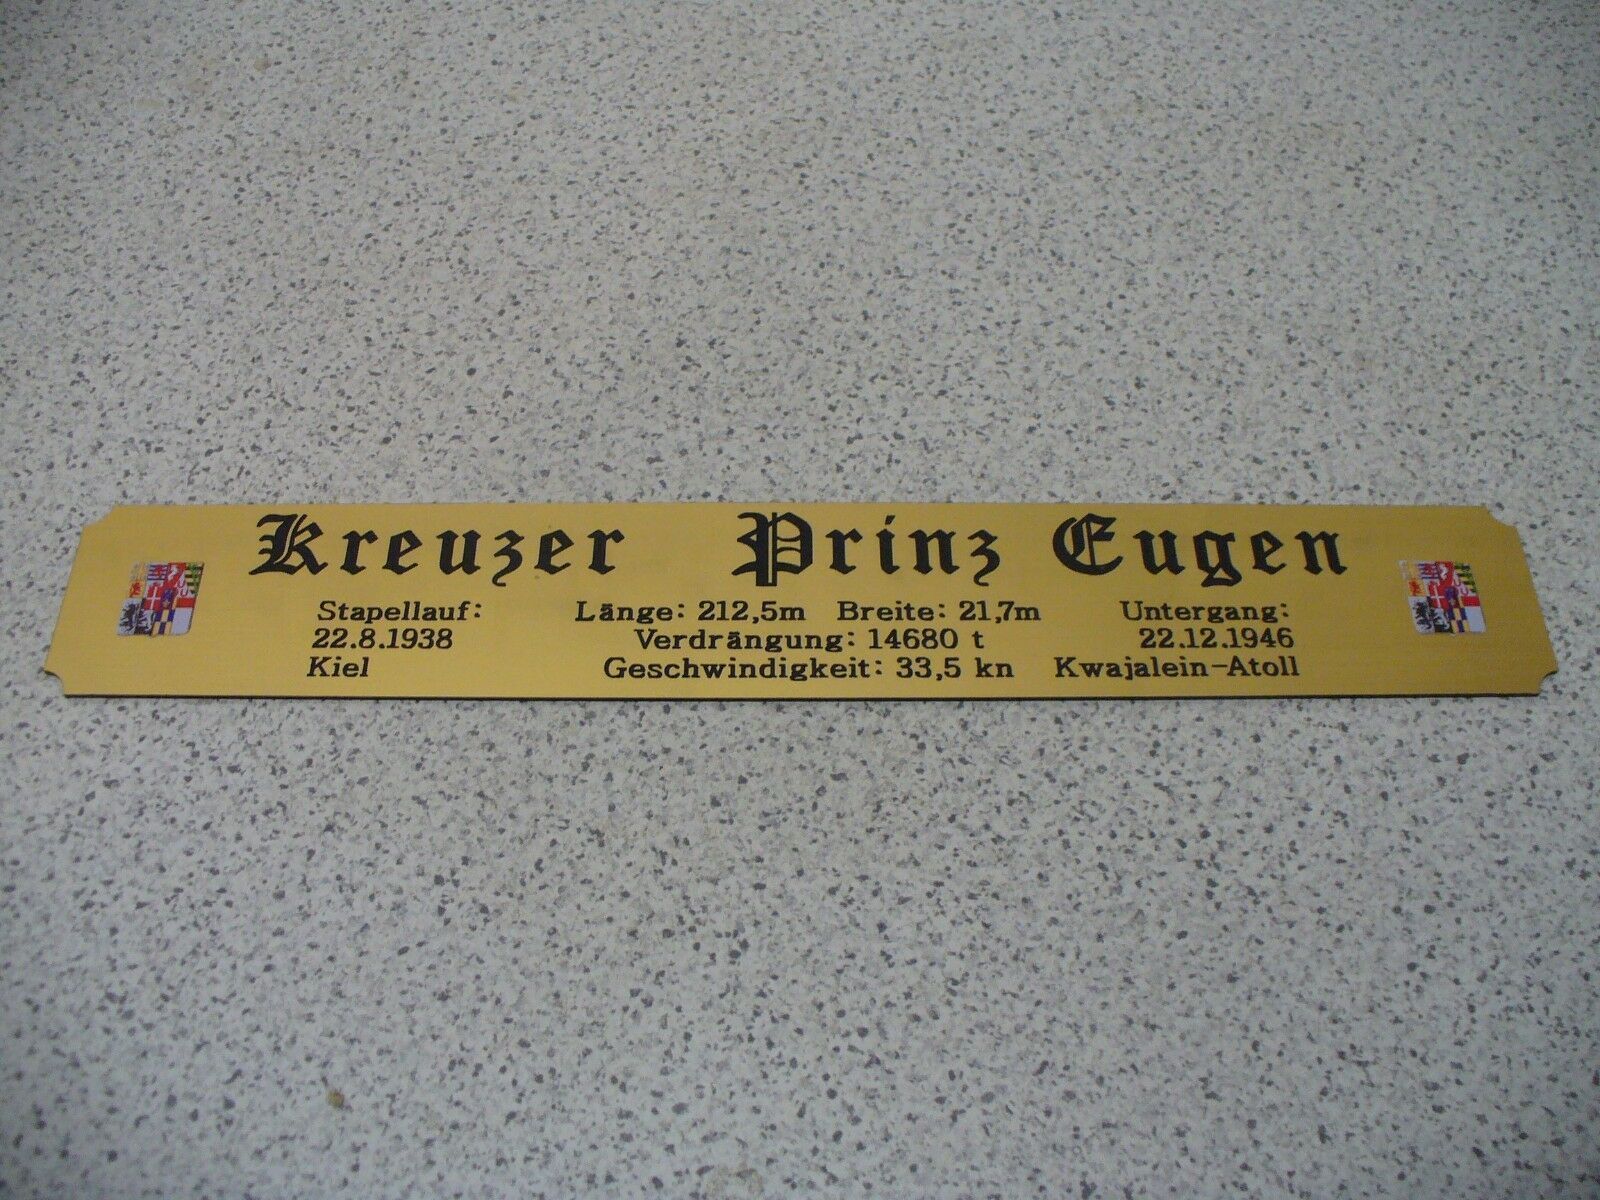 Kreuzer Prinz Eugen
Stapellauf: Länge: 212,5m Breite: 21,7m Untergang:
22.8.1938 Verdrängung: 14680 t 22.12.1946
Kiel Geschwindigkeit: 33,5 kn Kwajalein-Atoll